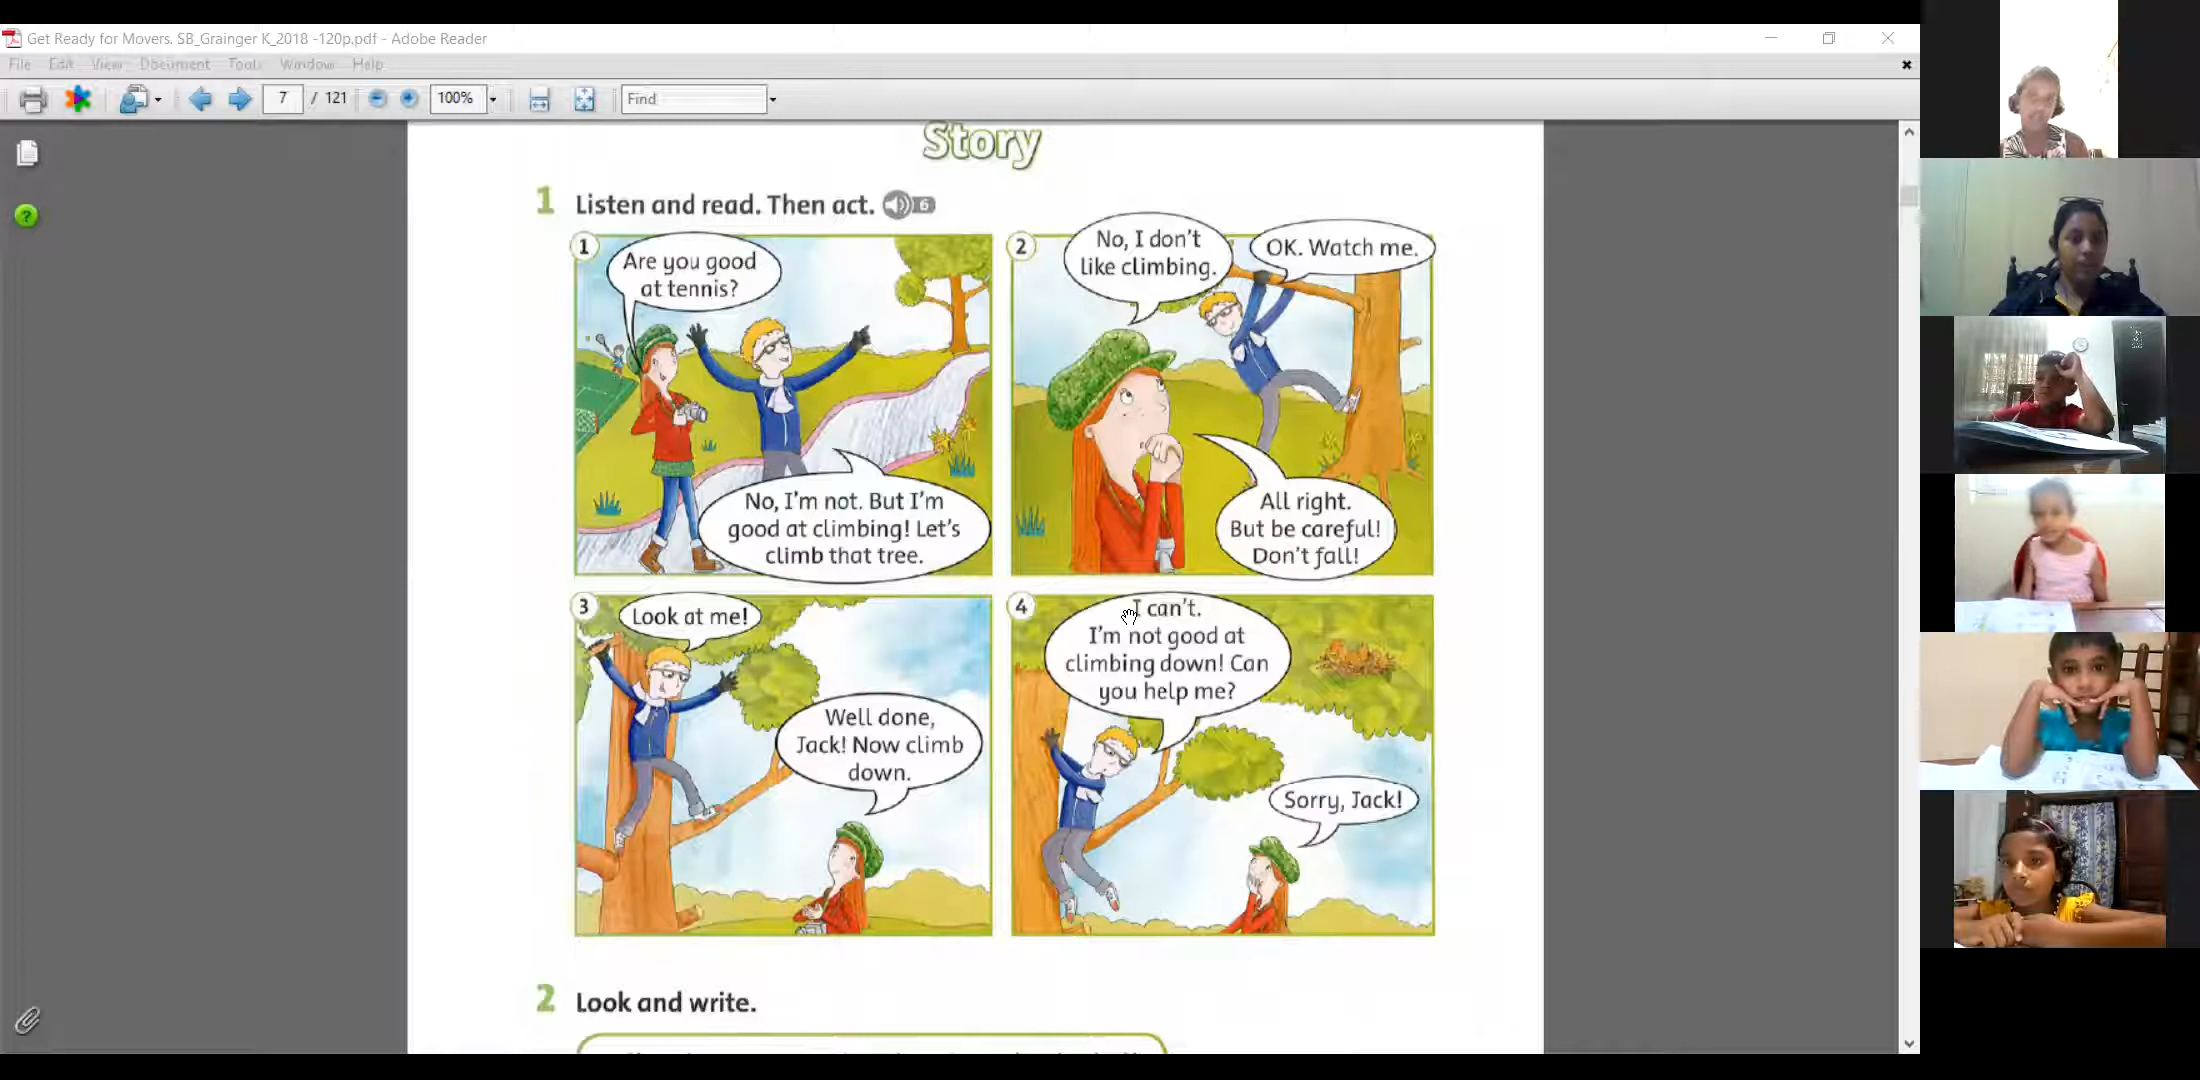 Get Ready for Movers. SB_Grainger K_2018 -120p.pdf - Adobe Reader
File Edit View Document Tools Window Help
7 / 121 100% Find
Story
1 Listen and read. Then act. 6
1
Are you good
at tennis?
No, I'm not. But I'm
good at climbing! Let's
climb that tree.
2
No, I don't
like climbing.
OK. Watch me.
All right.
But be careful!
Don't fall!
3
Look at me!
Well done,
Jack! Now climb
down.
4
I can't.
I'm not good at
climbing down! Can
you help me?
Sorry, Jack!
2 Look and write.